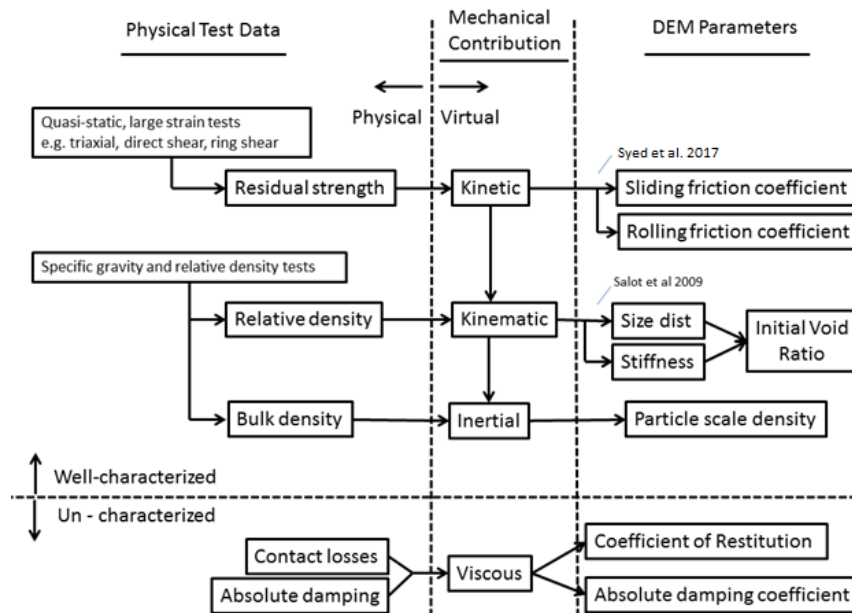 Physical Test Data
Mechanical
Contribution
DEM Parameters
Physical
Virtual
Quasi-static, large strain tests
e.g. triaxial, direct shear, ring shear
Syed et al. 2017
Residual strength
Kinetic
Sliding friction coefficient
Rolling friction coefficient
Specific gravity and relative density tests
Salot et al 2009
Relative density
Kinematic
Size dist
Stiffness
Initial Void
Ratio
Bulk density
Inertial
Particle scale density
Well-characterized
Un - characterized
Contact losses
Absolute damping
Viscous
Coefficient of Restitution
Absolute damping coefficient